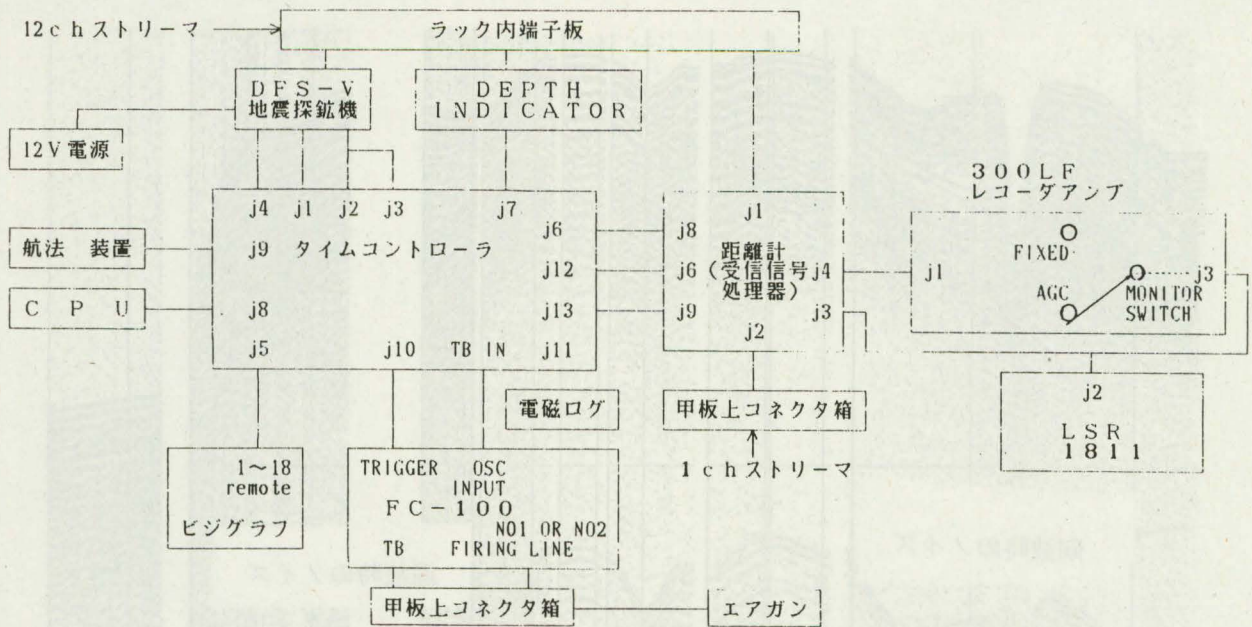 12chストリーマ
ラック内端子板
DFS-V
地震探鉱機
DEPTH
INDICATOR
12V電源
300LF
レコーダアンプ
j4 j1 j2 j3 j7
j6
j9 タイムコントローラ
j12
j8
j13
j5 j10 TB IN j11
航法 装置
CPU
j1
j8
距離計
j6 (受信信号 j4
処理器)
j9 j3
j2
FIXED
j1 j3
AGC
MONITOR
SWITCH
電磁ログ
甲板上コネクタ箱
1chストリーマ
j2
LSR
1811
1～18
remote
ビジグラフ
TRIGGER OSC
INPUT
FC-100
NO1 OR NO2
TB FIRING LINE
甲板上コネクタ箱
エアガン